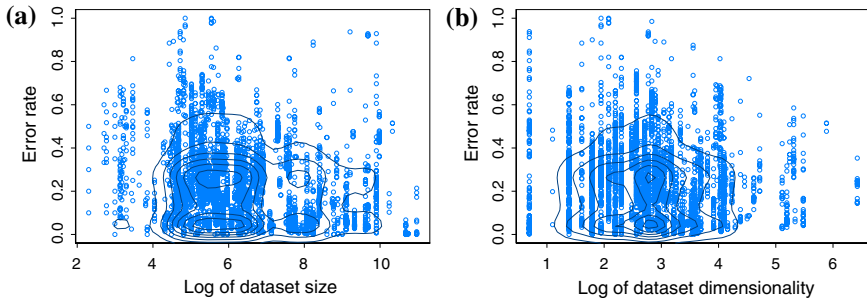 (a)
Error rate
1.0
0.8
0.6
0.4
0.2
0.0
2 4 6 8 10
Log of dataset size
(b)
Error rate
1.0
0.8
0.6
0.4
0.2
0.0
1 2 3 4 5 6
Log of dataset dimensionality